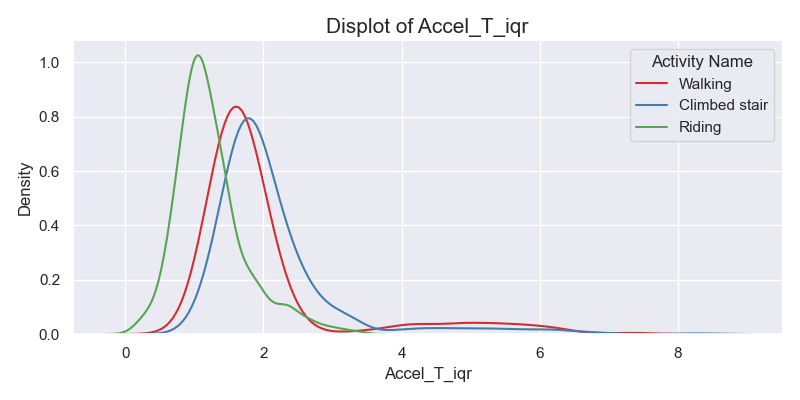 Displot of Accel_T_iqr
Activity Name
Walking
Climbed stair
Riding
1.0
0.8
0.6
0.4
0.2
0.0
Density
0 2 4 6 8
Accel_T_iqr